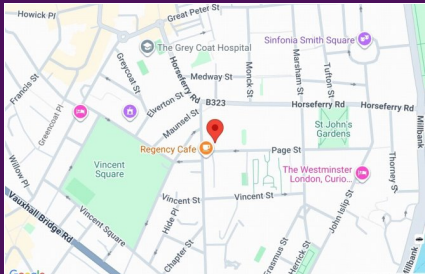 Howick Pl
Great Peter St
The Grey Coat Hospital
Sinfonia Smith Square
Francis St
Greycoat St
Horseferry Rd
Medway St
Monck St
Marsham St
Tufton St
Greencoat Pl
Elverton St
B323
Horseferry Rd
Horseferry Rd
Millbank
Maunsel St
St John's
Gardens
Willow Pl
Regency Cafe
Page St
Thorney St
Vincent
Square
The Westminster
London, Curio...
Vincent St
Vincent St
Hide Pl
John Islip St
Vauxhall Bridge Rd
Vincent Square
Chapter St
Erasmus St
Herrick St
Millbank
Google